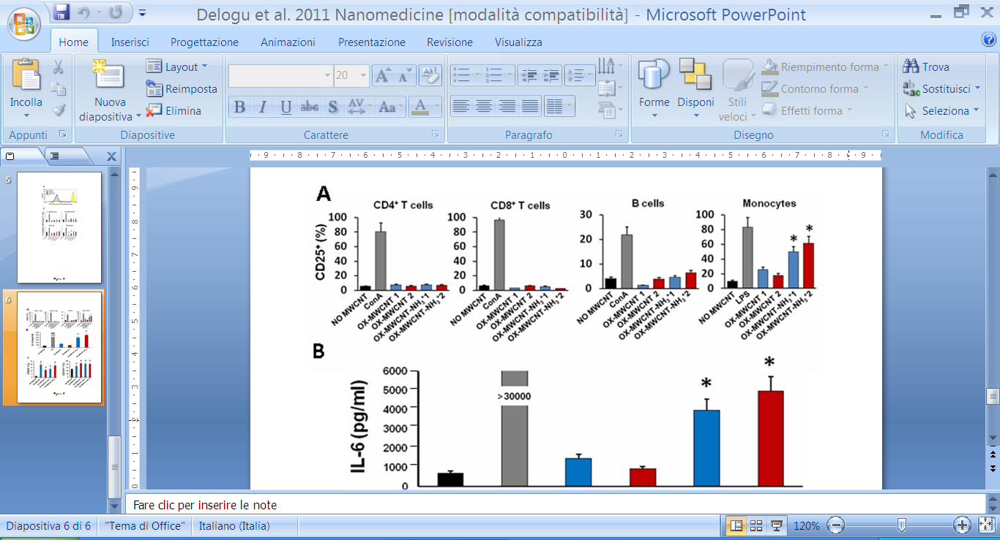 Delogu et al. 2011 Nanomedicine [modalità compatibilità] - Microsoft PowerPoint
Home Inserisci Progettazione Animazioni Presentazione Revisione Visualizza
Incolla
Appunti
Nuova diapositiva
Layout
Reimposta
Elimina
Diapositive
20
B I U abc S AV Aa A
Carattere
Paragrafo
Forme
Disponi
Stili veloci
Riempimento forma
Contorno forma
Effetti forma
Disegno
Trova
Sostituisci
Seleziona
Modifica
9 8 7 6 5 4 3 2 1 0 1 2 3 4 5 6 7 8 9
9 8 7 6 5 4 3 2 1 0
5
6
A
CD4⁺ T cells
CD25⁺ (%)
100
80
60
40
20
0
NO MWCNT
ConA
OX-MWCNT 1
OX-MWCNT 2
OX-MWCNT-NH₃⁺1
OX-MWCNT-NH₃⁺2
CD8⁺ T cells
100
80
60
40
20
0
NO MWCNT
ConA
OX-MWCNT 1
OX-MWCNT 2
OX-MWCNT-NH₃⁺1
OX-MWCNT-NH₃⁺2
B cells
30
20
10
0
NO MWCNT
ConA
OX-MWCNT 1
OX-MWCNT 2
OX-MWCNT-NH₃⁺1
OX-MWCNT-NH₃⁺2
Monocytes
100
80
60
40
20
0
* *
NO MWCNT
LPS
OX-MWCNT 1
OX-MWCNT 2
OX-MWCNT-NH₃⁺1
OX-MWCNT-NH₃⁺2
B
IL-6 (pg/ml)
6000
5000
4000
3000
2000
1000
0
>30000
* *
Fare clic per inserire le note
Diapositiva 6 di 6 "Tema di Office" Italiano (Italia) 120%